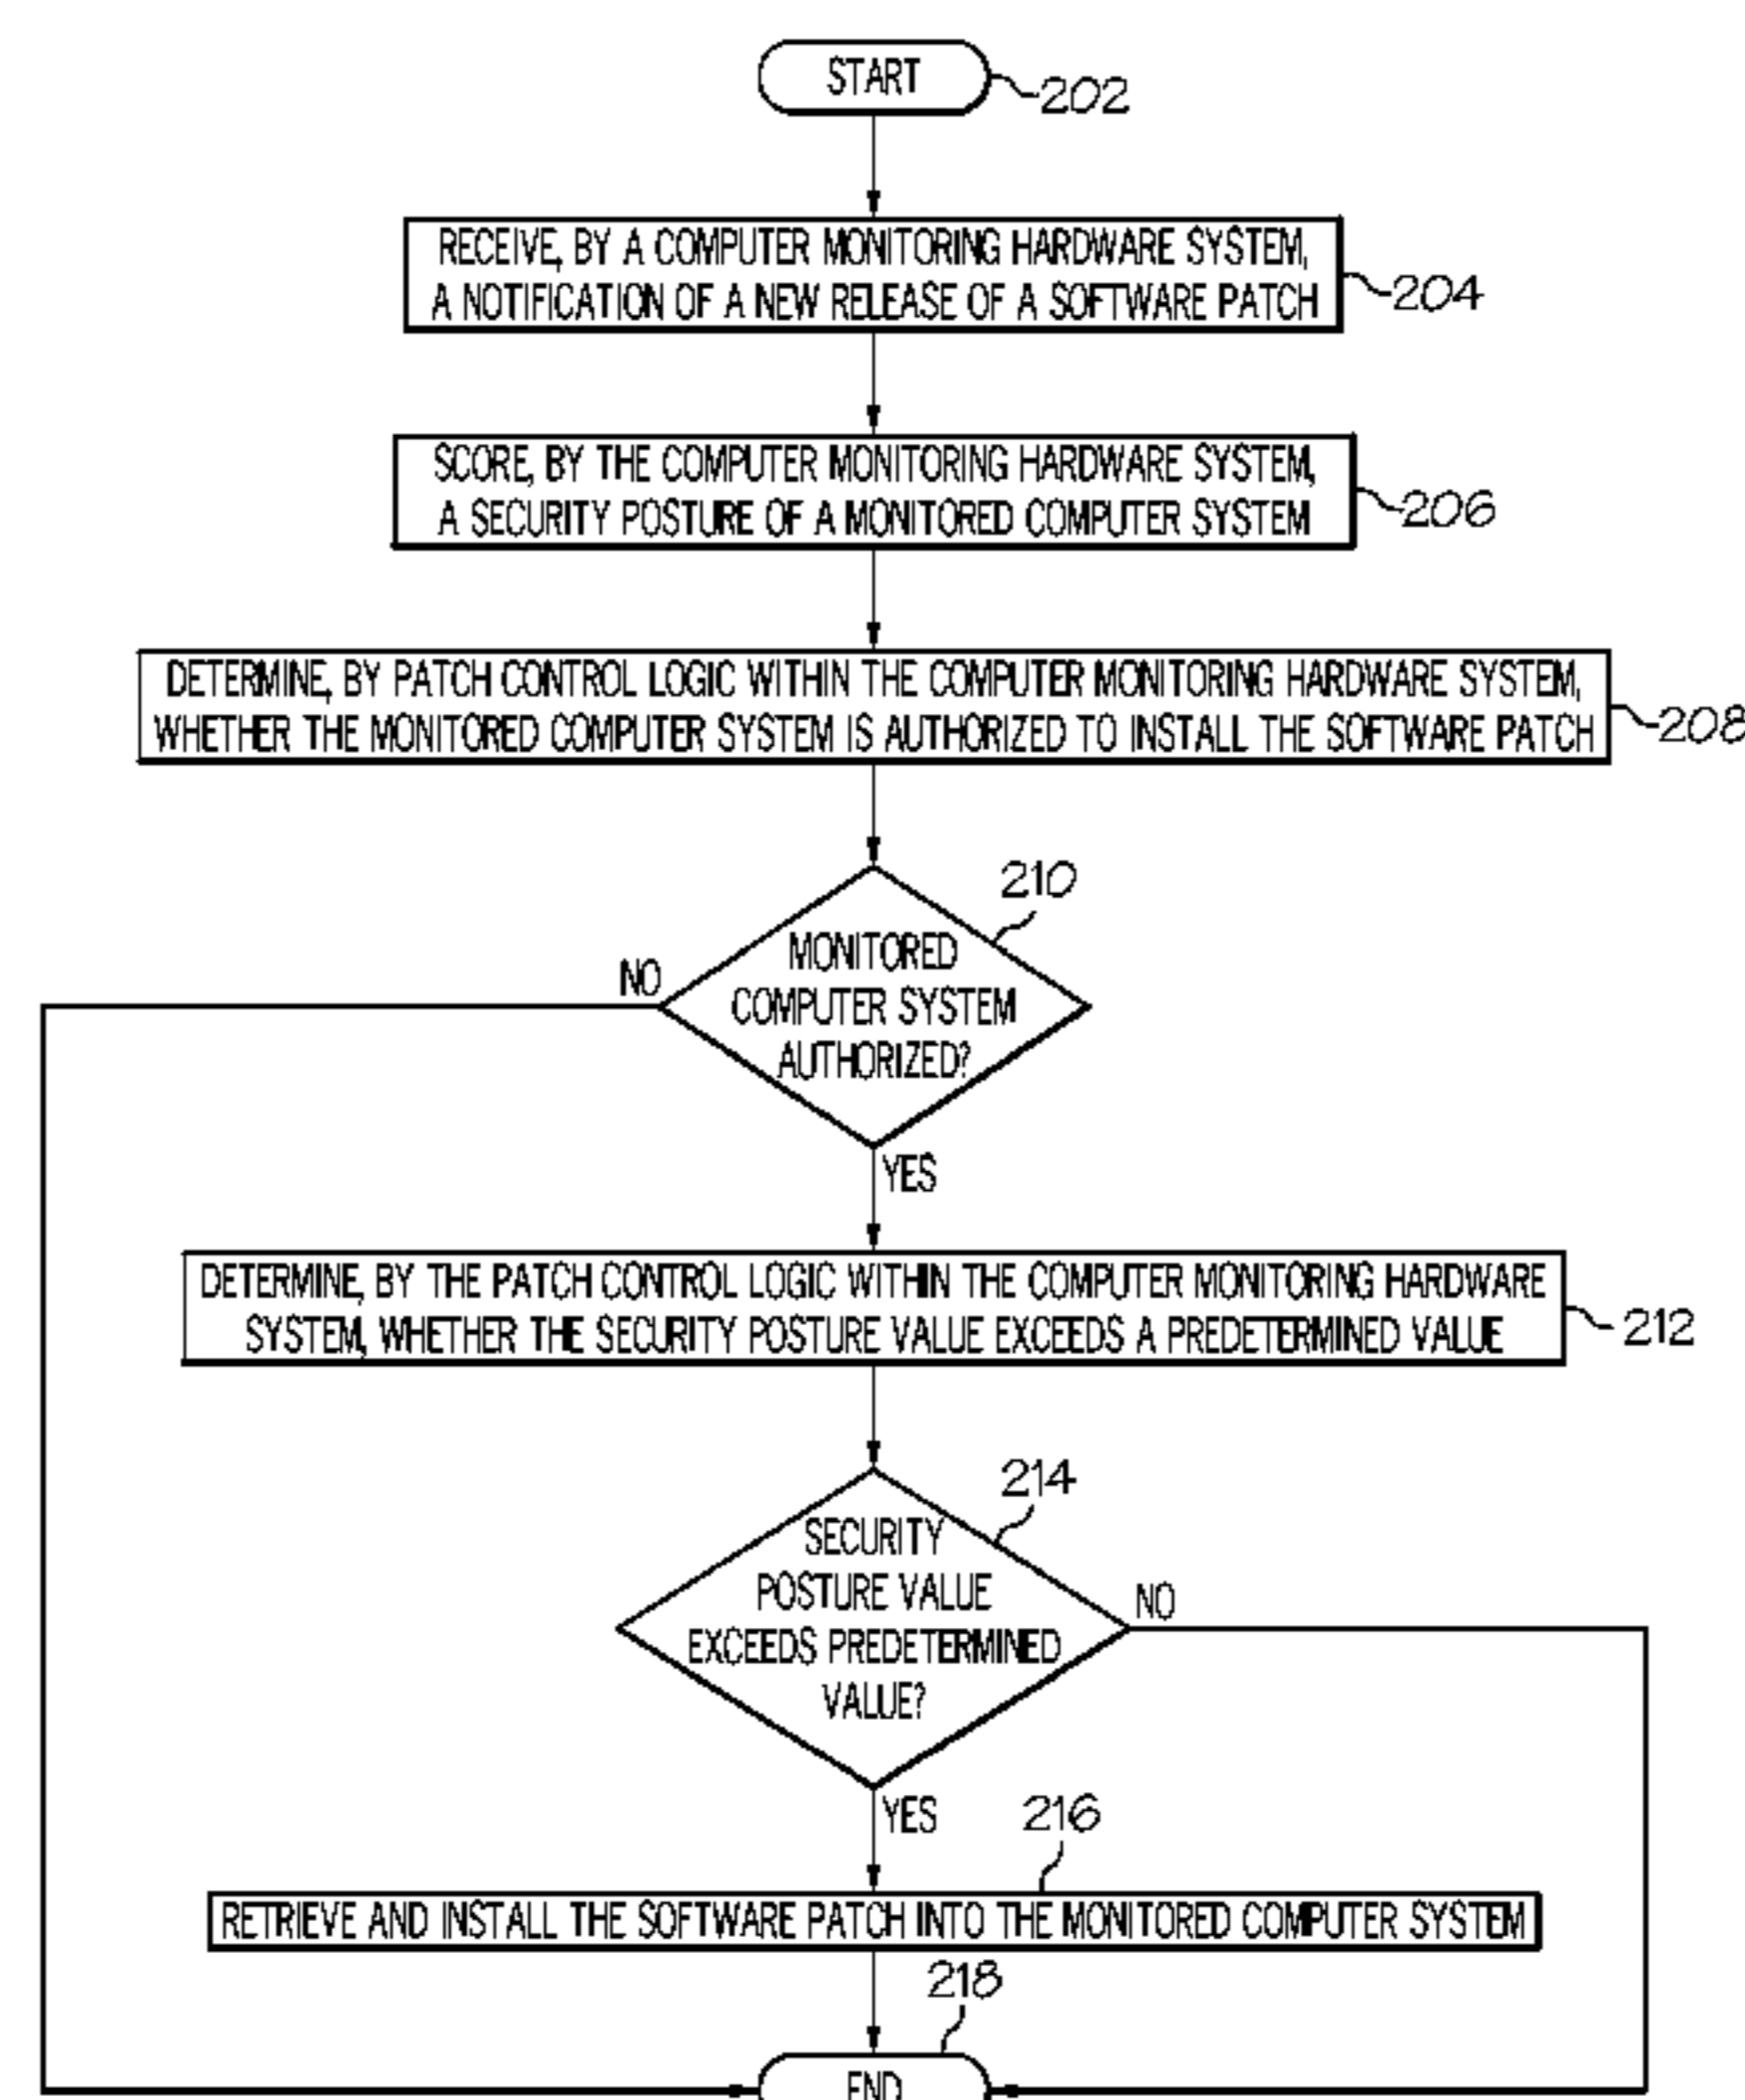 START
202
RECEIVE, BY A COMPUTER MONITORING HARDWARE SYSTEM,
A NOTIFICATION OF A NEW RELEASE OF A SOFTWARE PATCH
204
SCORE, BY THE COMPUTER MONITORING HARDWARE SYSTEM,
A SECURITY POSTURE OF A MONITORED COMPUTER SYSTEM
206
DETERMINE, BY PATCH CONTROL LOGIC WITHIN THE COMPUTER MONITORING HARDWARE SYSTEM,
WHETHER THE MONITORED COMPUTER SYSTEM IS AUTHORIZED TO INSTALL THE SOFTWARE PATCH
208
210
MONITORED
COMPUTER SYSTEM
AUTHORIZED?
NO
YES
DETERMINE, BY THE PATCH CONTROL LOGIC WITHIN THE COMPUTER MONITORING HARDWARE
SYSTEM, WHETHER THE SECURITY POSTURE VALUE EXCEEDS A PREDETERMINED VALUE
212
214
SECURITY
POSTURE VALUE
EXCEEDS PREDETERMINED
VALUE?
NO
YES
216
RETRIEVE AND INSTALL THE SOFTWARE PATCH INTO THE MONITORED COMPUTER SYSTEM
218
END